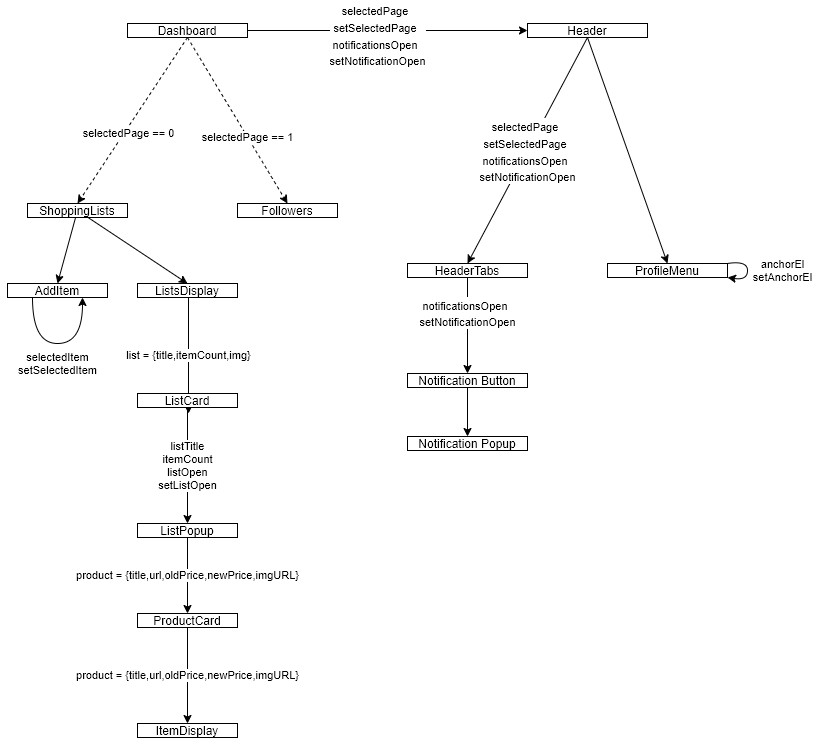 selectedPage
Dashboard
setSelectedPage
Header
notificationsOpen
setNotificationOpen
selectedPage == 0
selectedPage == 1
selectedPage
setSelectedPage
notificationsOpen
setNotificationOpen
ShoppingLists
Followers
HeaderTabs
ProfileMenu
anchorEl
setAnchorEl
AddItem
ListsDisplay
notificationsOpen
setNotificationOpen
selectedItem
setSelectedItem
list = {title,itemCount,img}
Notification Button
ListCard
Notification Popup
listTitle
itemCount
listOpen
setListOpen
ListPopup
product = {title,url,oldPrice,newPrice,imgURL}
ProductCard
product = {title,url,oldPrice,newPrice,imgURL}
ItemDisplay